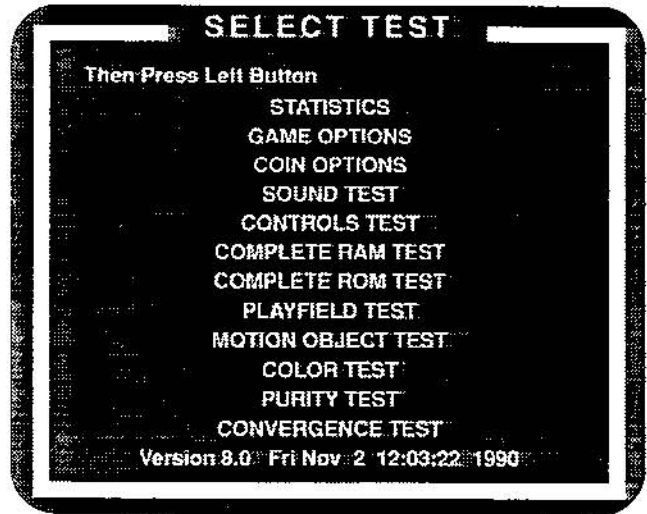 SELECT TEST
Then Press Left Button
STATISTICS
GAME OPTIONS
COIN OPTIONS
SOUND TEST
CONTROLS TEST
COMPLETE RAM TEST
COMPLETE ROM TEST
PLAYFIELD TEST
MOTION OBJECT TEST
COLOR TEST
PURITY TEST
CONVERGENCE TEST
Version 8.0 Fri Nov 2 12:03:22 1990